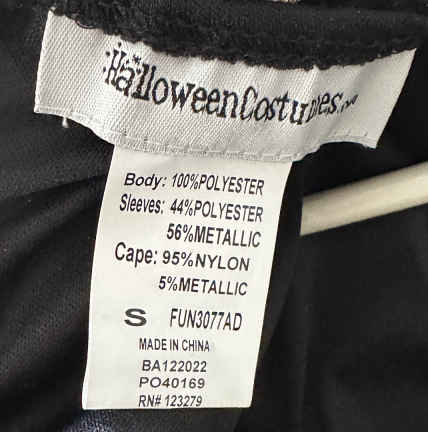 HalloweenCostumes.com
Body: 100%POLYESTER
Sleeves: 44%POLYESTER
56%METALLIC
Cape: 95%NYLON
5%METALLIC
S FUN3077AD
MADE IN CHINA
BA122022
PO40169
RN# 123279